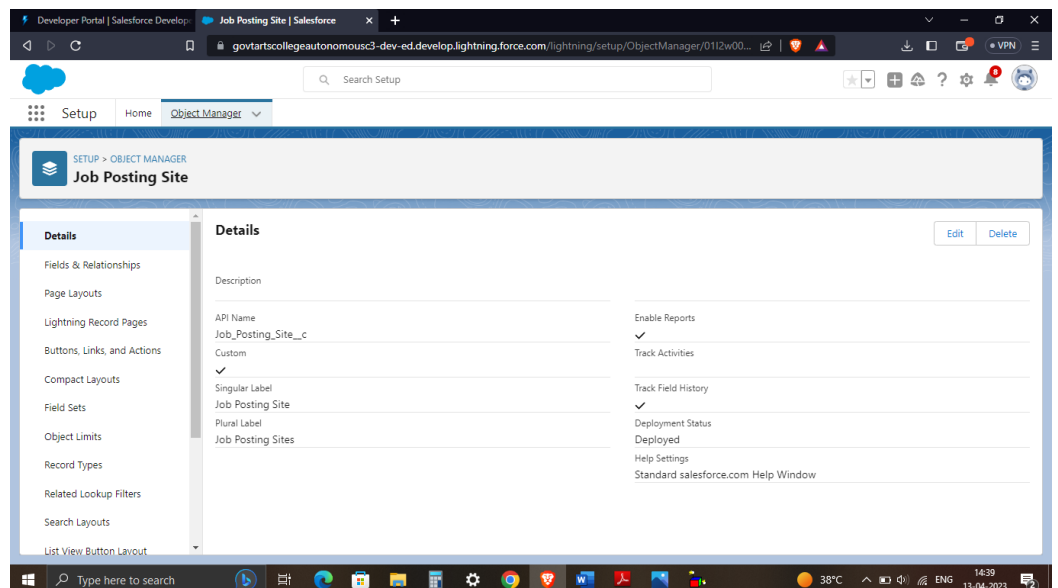 Developer Portal | Salesforce Develop
Job Posting Site | Salesforce
govtartscollegeautonomousc3-dev-ed.develop.lightning.force.com/lightning/setup/ObjectManager/01I2w00...
VPN
Search Setup
8
Setup
Home
Object Manager
SETUP > OBJECT MANAGER
Job Posting Site
Details
Fields & Relationships
Page Layouts
Lightning Record Pages
Buttons, Links, and Actions
Compact Layouts
Field Sets
Object Limits
Record Types
Related Lookup Filters
Search Layouts
List View Button Layout
Details
Edit
Delete
Description
API Name
Job_Posting_Site__c
Custom
Singular Label
Job Posting Site
Plural Label
Job Posting Sites
Enable Reports
Track Activities
Track Field History
Deployment Status
Deployed
Help Settings
Standard salesforce.com Help Window
Type here to search
38°C
ENG
14:39
13-04-2023
2